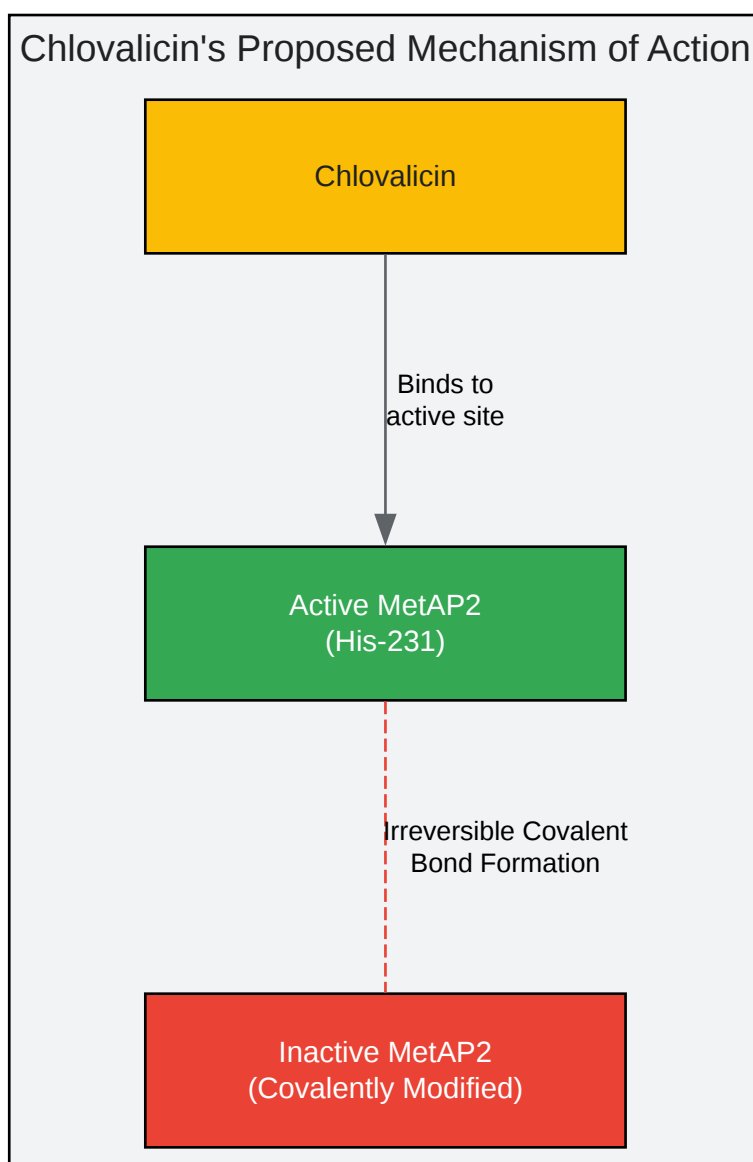 Chlovalicin's Proposed Mechanism of Action
Chlovalicin
Binds to
active site
Active MetAP2
(His-231)
Irreversible Covalent
Bond Formation
Inactive MetAP2
(Covalently Modified)